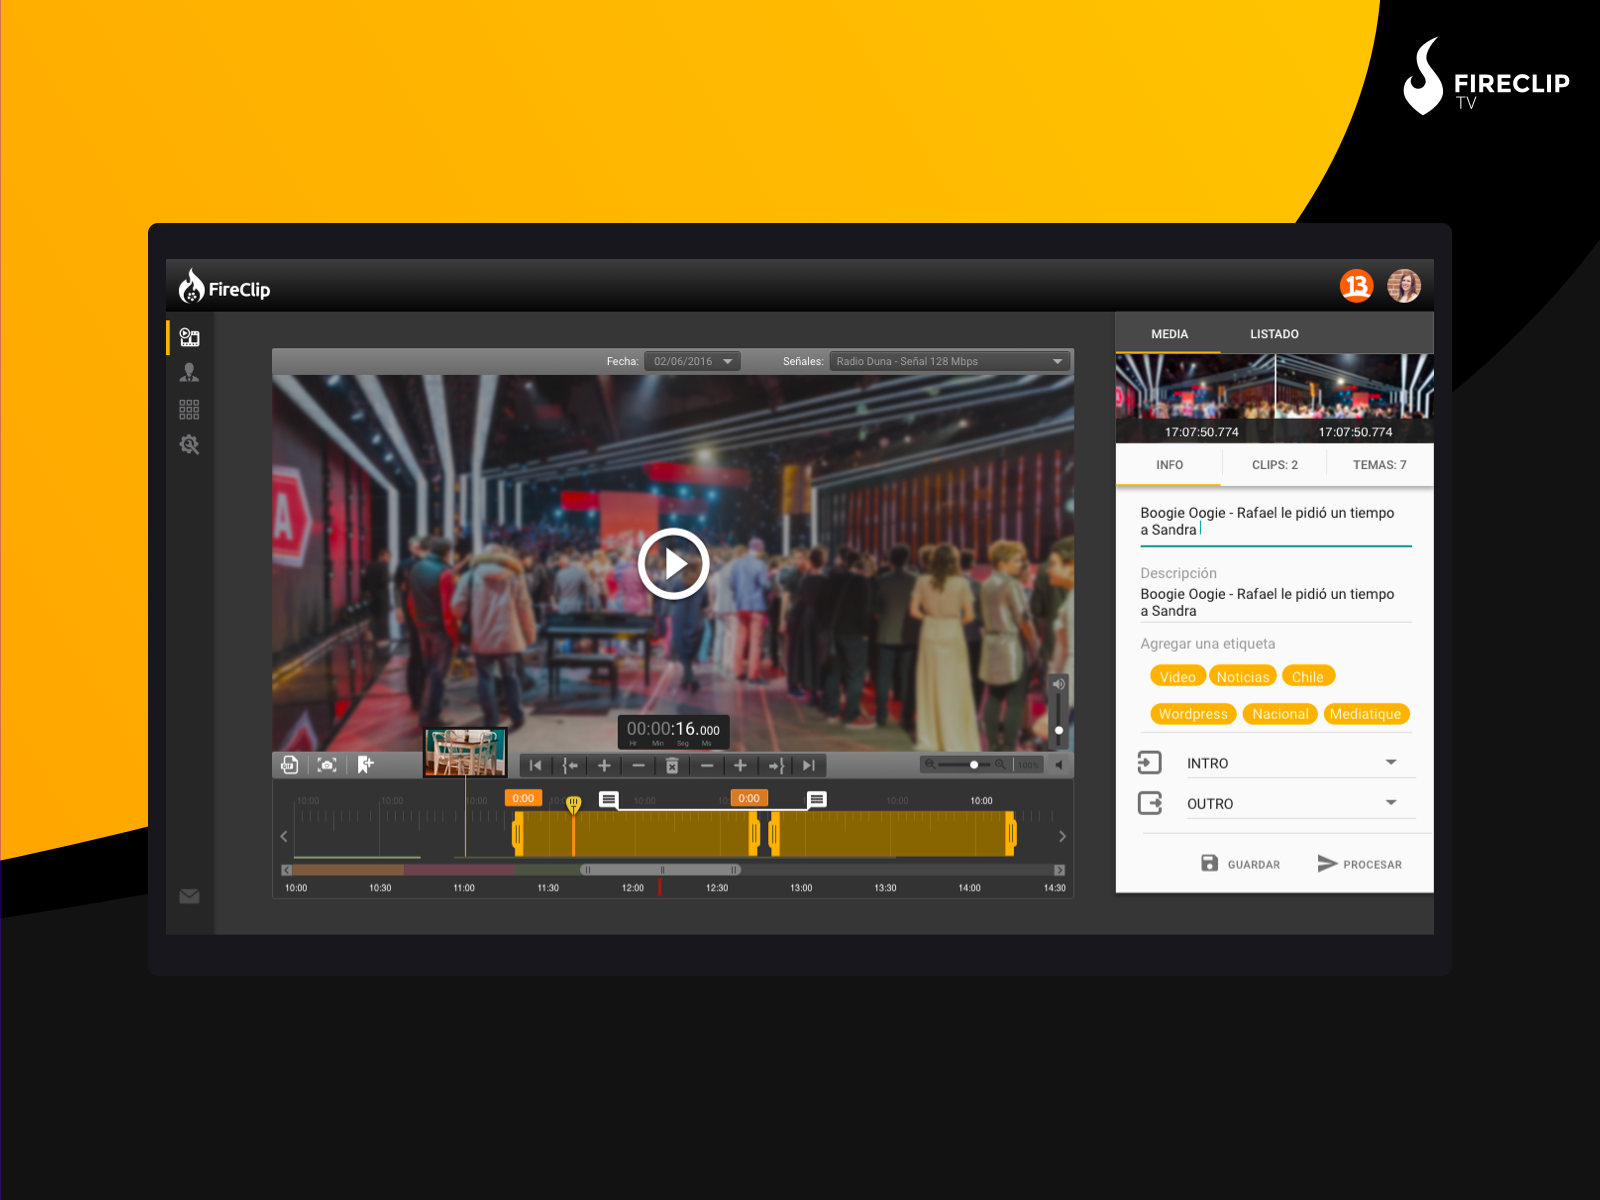 FIRECLIP
TV
FireClip
13
Fecha:
02/06/2016
Señales:
Radio Duna - Señal 128 Mbps
A
00:00:16.000
Hr Min Seg Ms
100%
10:00 10:00 10:00 0:00 10:00 10:00 10: 0:00 10:00 10:00
10:00 10:30 11:00 11:30 12:00 12:30 13:00 13:30 14:00 14:30
MEDIA
LISTADO
17:07:50.774
17:07:50.774
INFO
CLIPS: 2
TEMAS: 7
Boogie Oogie - Rafael le pidió un tiempo
a Sandra
Descripción
Boogie Oogie - Rafael le pidió un tiempo
a Sandra
Agregar una etiqueta
Video Noticias Chile
Wordpress Nacional Mediatique
INTRO
OUTRO
GUARDAR
PROCESAR